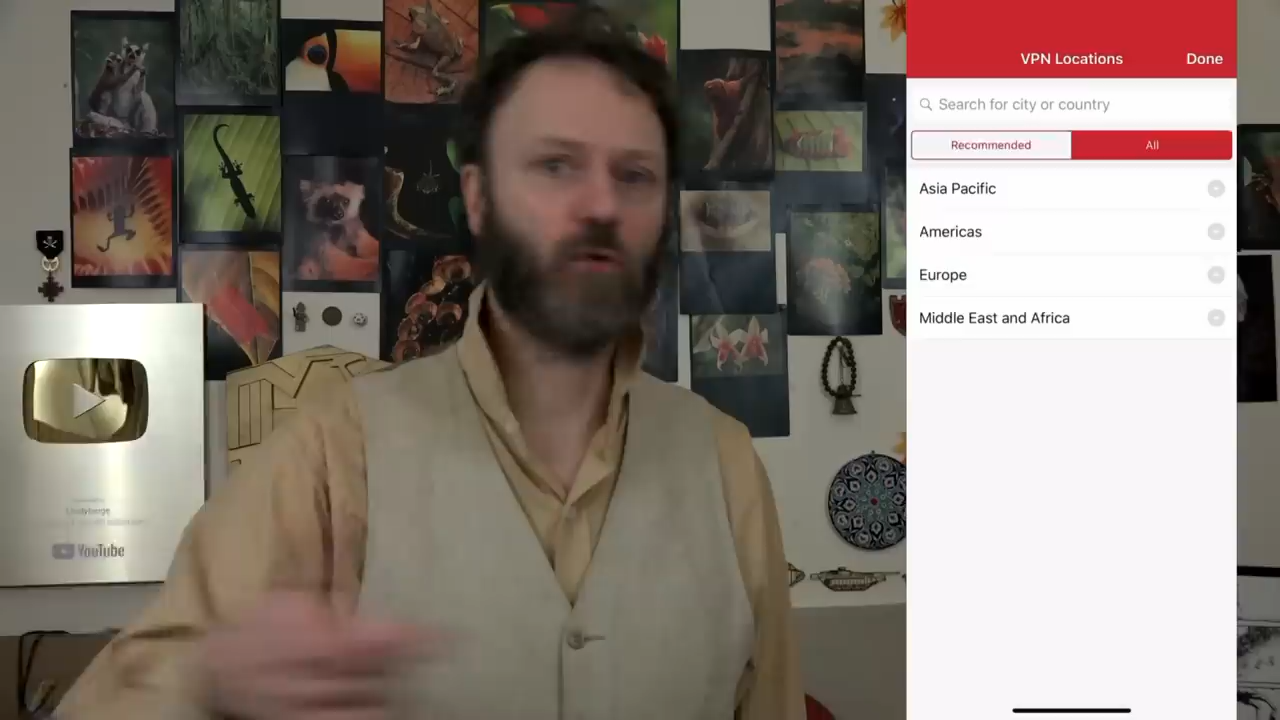 VPN Locations
Done
Search for city or country
Recommended
All
Asia Pacific
Americas
Europe
Middle East and Africa
Lindybeige
YouTube